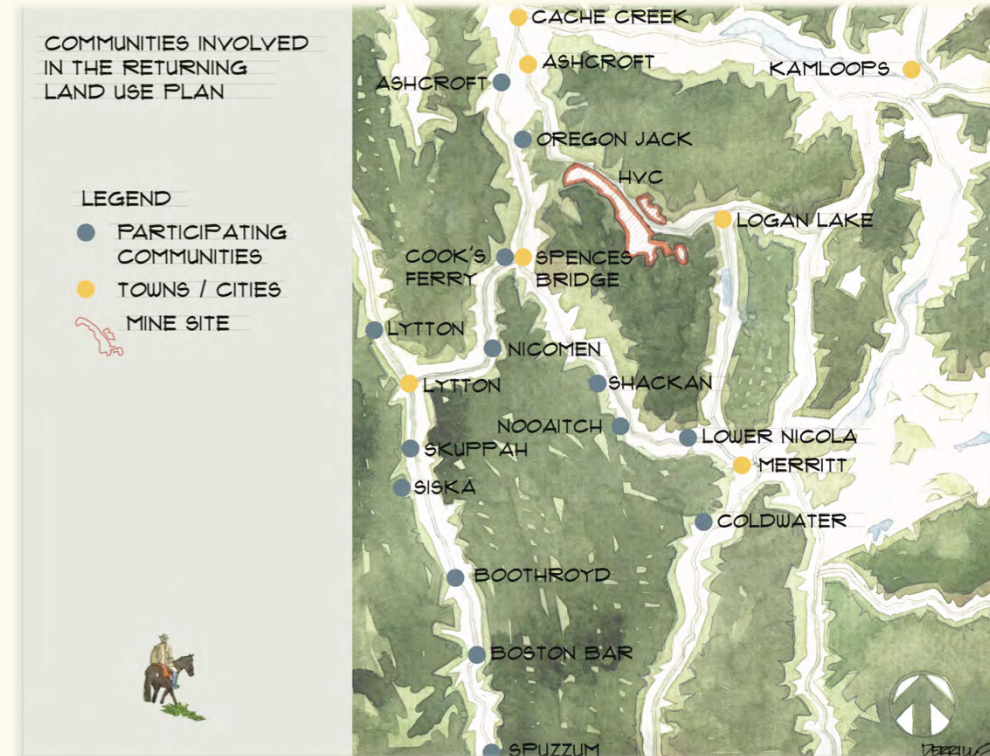 COMMUNITIES INVOLVED
IN THE RETURNING
LAND USE PLAN
LEGEND
PARTICIPATING
COMMUNITIES
TOWNS / CITIES
MINE SITE
CACHE CREEK
ASHCROFT
KAMLOOPS
ASHCROFT
OREGON JACK
HVC
LOGAN LAKE
COOK'S
FERRY
SPENCES
BRIDGE
LYTTON
NICOMEN
LYTTON
SHACKAN
NOOAITCH
LOWER NICOLA
SKUPPAH
MERRITT
SISKA
COLDWATER
BOOTHROYD
BOSTON BAR
SPUZZUM